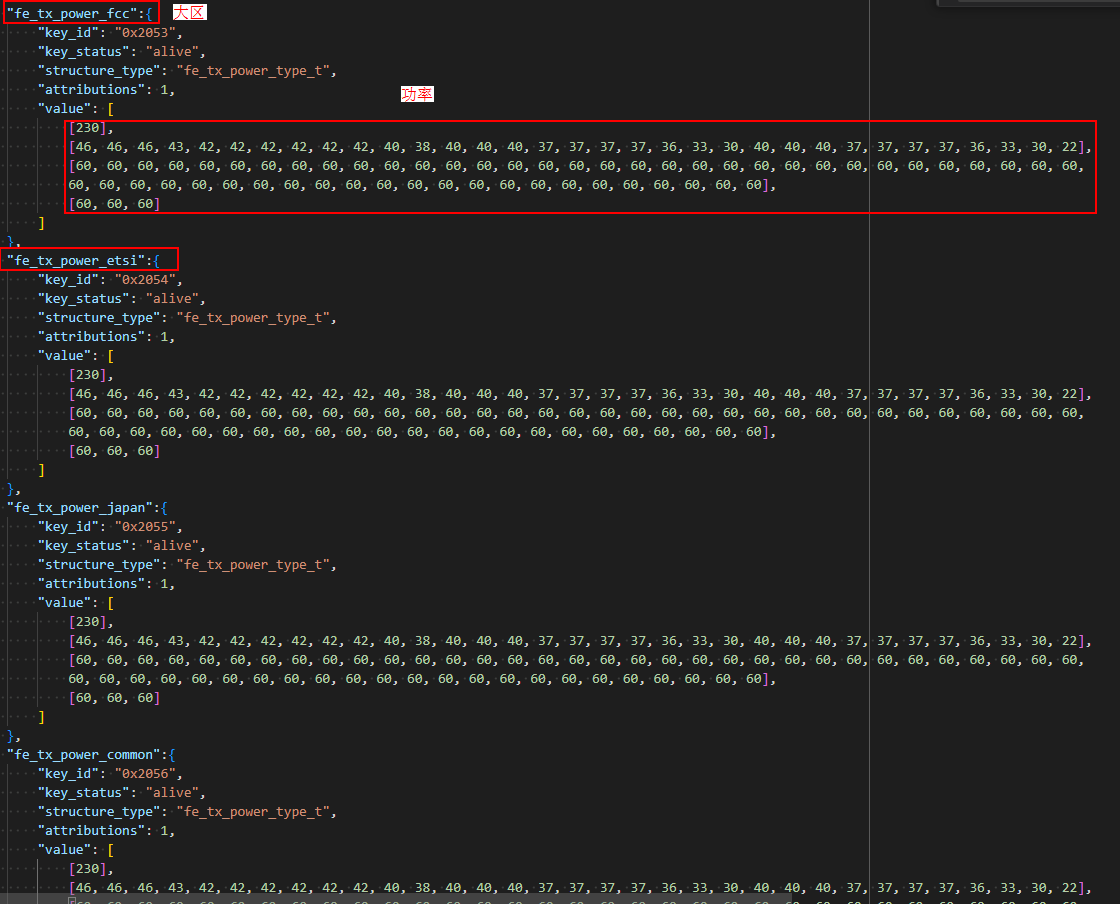 "fe_tx_power_fcc":{ 大区
"key_id": "0x2053",
"key_status": "alive",
"structure_type": "fe_tx_power_type_t",
"attributions": 1,
功率
"value": [
[230],
[46, 46, 46, 43, 42, 42, 42, 42, 42, 42, 40, 38, 40, 40, 40, 37, 37, 37, 37, 36, 33, 30, 40, 40, 40, 37, 37, 37, 37, 36, 33, 30, 22],
[60, 60, 60, 60, 60, 60, 60, 60, 60, 60, 60, 60, 60, 60, 60, 60, 60, 60, 60, 60, 60, 60, 60, 60, 60, 60, 60, 60, 60, 60, 60, 60, 60,
60, 60, 60, 60, 60, 60, 60, 60, 60, 60, 60, 60, 60, 60, 60, 60, 60, 60, 60, 60, 60, 60, 60],
[60, 60, 60]
]
},
"fe_tx_power_etsi":{
"key_id": "0x2054",
"key_status": "alive",
"structure_type": "fe_tx_power_type_t",
"attributions": 1,
"value": [
[230],
[46, 46, 46, 43, 42, 42, 42, 42, 42, 42, 40, 38, 40, 40, 40, 37, 37, 37, 37, 36, 33, 30, 40, 40, 40, 37, 37, 37, 37, 36, 33, 30, 22],
[60, 60, 60, 60, 60, 60, 60, 60, 60, 60, 60, 60, 60, 60, 60, 60, 60, 60, 60, 60, 60, 60, 60, 60, 60, 60, 60, 60, 60, 60, 60, 60, 60,
60, 60, 60, 60, 60, 60, 60, 60, 60, 60, 60, 60, 60, 60, 60, 60, 60, 60, 60, 60, 60, 60, 60],
[60, 60, 60]
]
},
"fe_tx_power_japan":{
"key_id": "0x2055",
"key_status": "alive",
"structure_type": "fe_tx_power_type_t",
"attributions": 1,
"value": [
[230],
[46, 46, 46, 43, 42, 42, 42, 42, 42, 42, 40, 38, 40, 40, 40, 37, 37, 37, 37, 36, 33, 30, 40, 40, 40, 37, 37, 37, 37, 36, 33, 30, 22],
[60, 60, 60, 60, 60, 60, 60, 60, 60, 60, 60, 60, 60, 60, 60, 60, 60, 60, 60, 60, 60, 60, 60, 60, 60, 60, 60, 60, 60, 60, 60, 60, 60,
60, 60, 60, 60, 60, 60, 60, 60, 60, 60, 60, 60, 60, 60, 60, 60, 60, 60, 60, 60, 60, 60, 60],
[60, 60, 60]
]
},
"fe_tx_power_common":{
"key_id": "0x2056",
"key_status": "alive",
"structure_type": "fe_tx_power_type_t",
"attributions": 1,
"value": [
[230],
[46, 46, 46, 43, 42, 42, 42, 42, 42, 42, 40, 38, 40, 40, 40, 37, 37, 37, 37, 36, 33, 30, 40, 40, 40, 37, 37, 37, 37, 36, 33, 30, 22],